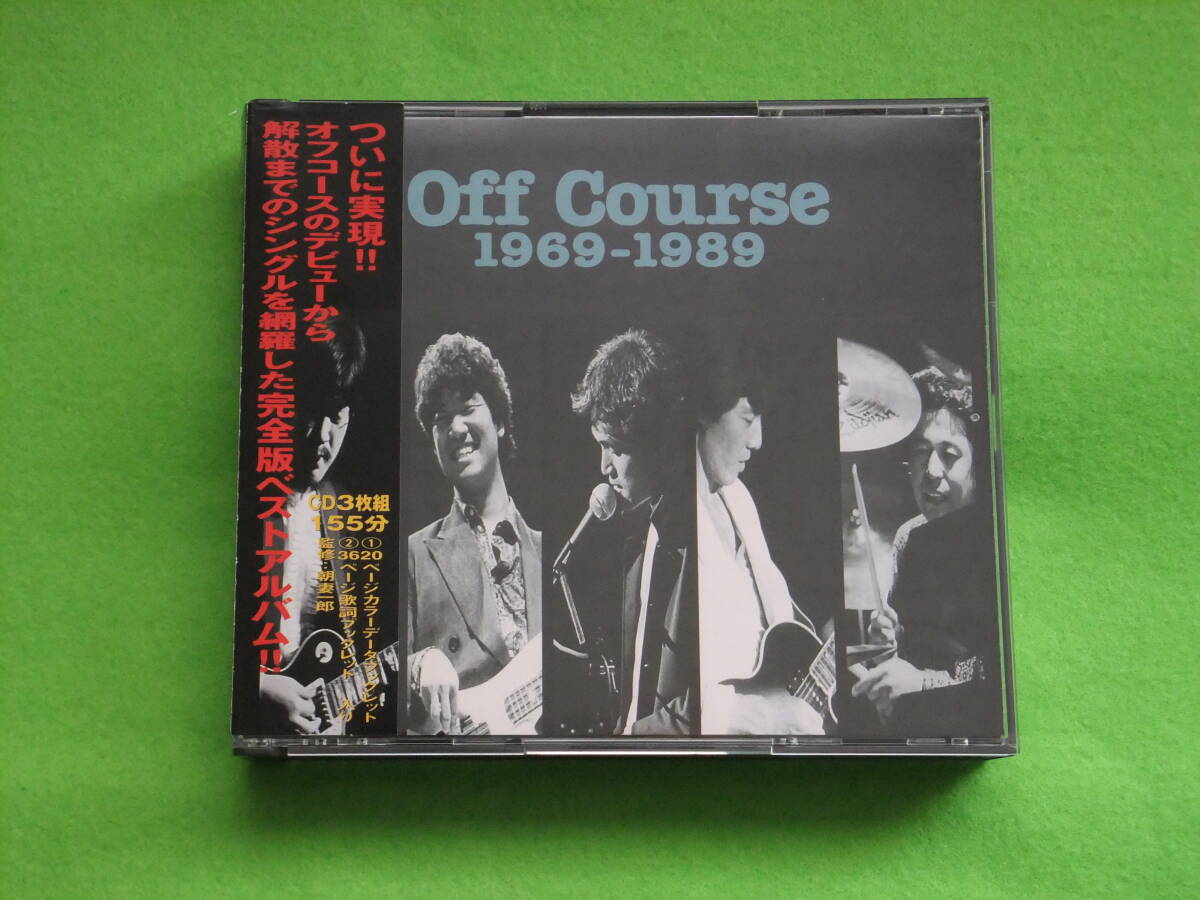 ついに実現!!
オフコースのデビューから
解散までのシングルを網羅した完全版ベストアルバム!!
CD3枚組
155分
①20ページカラーデータブックレット
②36ページ歌詞ブックレット 入り
監修:朝妻一郎
Off Course
1969-1989
Zildjian